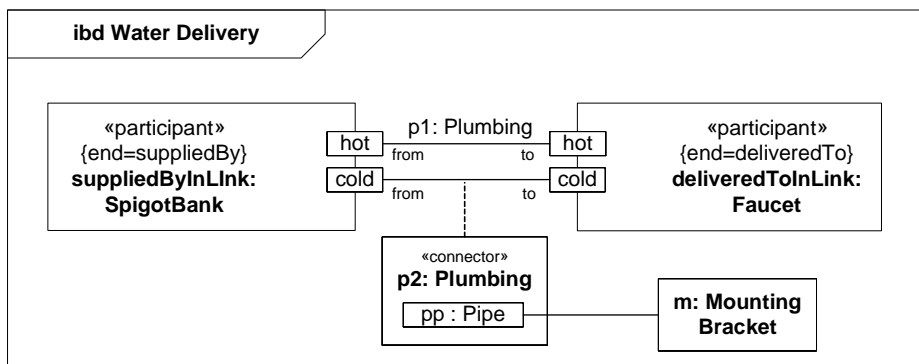 ibd Water Delivery
«participant»
{end=suppliedBy}
suppliedByInLInk:
SpigotBank
hot
cold
p1: Plumbing
from
to
from
to
hot
cold
«participant»
{end=deliveredTo}
deliveredToInLink:
Faucet
«connector»
p2: Plumbing
pp : Pipe
m: Mounting
Bracket